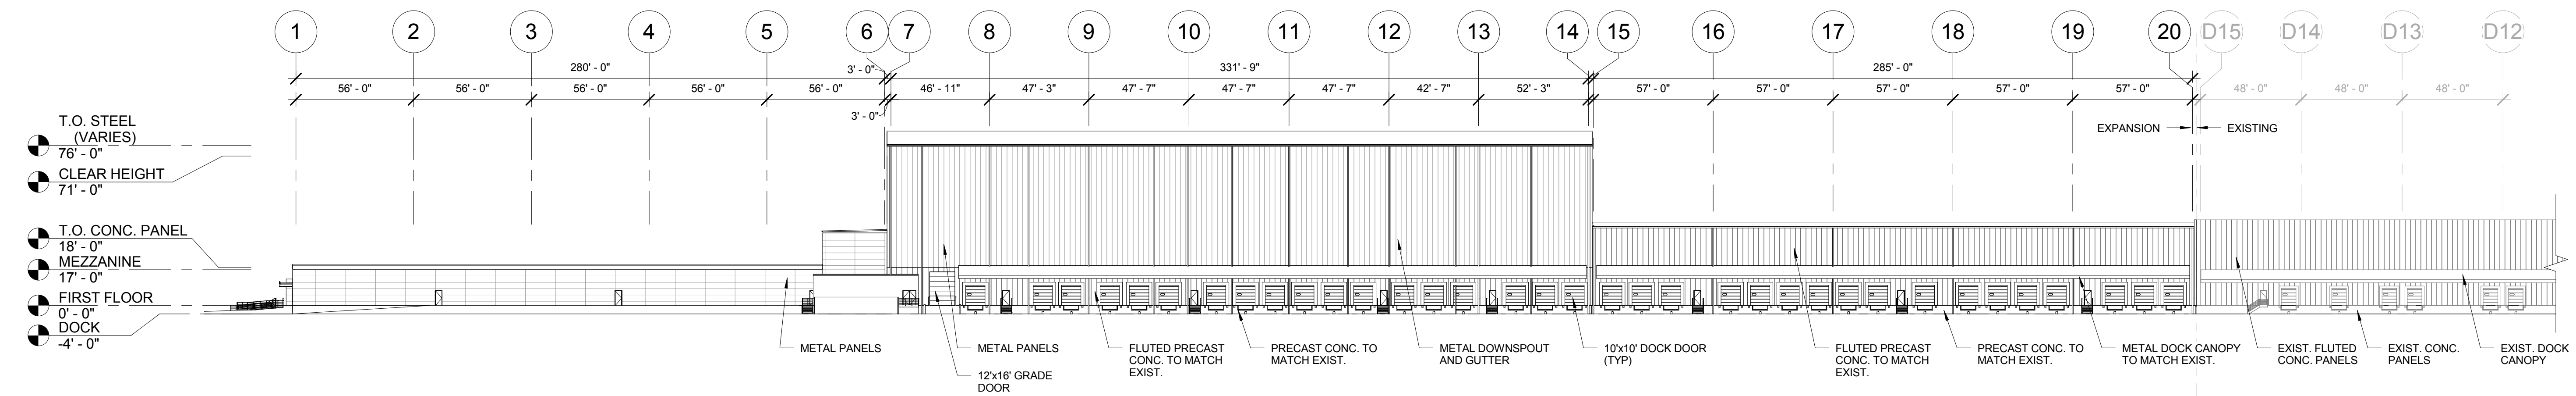 1 2 3 4 5 6 7 8 9 10 11 12 13 14 15 16 17 18 19 20 D15 D14 D13 D12
280' - 0" 3' - 0" 331' - 9" 285' - 0"
56' - 0" 56' - 0" 56' - 0" 56' - 0" 56' - 0" 46' - 11" 47' - 3" 47' - 7" 47' - 7" 47' - 7" 42' - 7" 52' - 3" 57' - 0" 57' - 0" 57' - 0" 57' - 0" 57' - 0" 48' - 0" 48' - 0" 48' - 0"
3' - 0"
EXPANSION EXISTING
T.O. STEEL
(VARIES)
76' - 0"
CLEAR HEIGHT
71' - 0"
T.O. CONC. PANEL
18' - 0"
MEZZANINE
17' - 0"
FIRST FLOOR
0' - 0"
DOCK
-4' - 0"
METAL PANELS
METAL PANELS
12'x16' GRADE
DOOR
FLUTED PRECAST
CONC. TO MATCH
EXIST.
PRECAST CONC. TO
MATCH EXIST.
METAL DOWNSPOUT
AND GUTTER
10'x10' DOCK DOOR
(TYP)
FLUTED PRECAST
CONC. TO MATCH
EXIST.
PRECAST CONC. TO
MATCH EXIST.
METAL DOCK CANOPY
TO MATCH EXIST.
EXIST. FLUTED
CONC. PANELS
EXIST. CONC.
PANELS
EXIST. DOCK
CANOPY